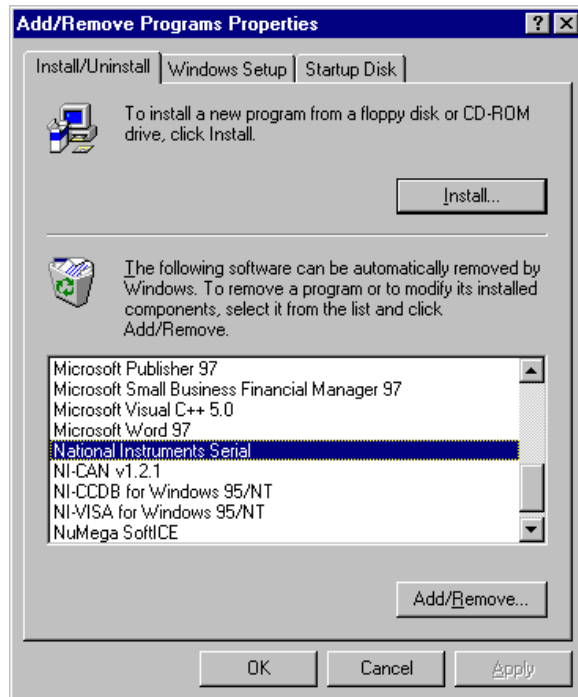 Add/Remove Programs Properties
Install/Uninstall
Windows Setup
Startup Disk
To install a new program from a floppy disk or CD-ROM
drive, click Install.
Install...
The following software can be automatically removed by
Windows. To remove a program or to modify its installed
components, select it from the list and click
Add/Remove.
Microsoft Publisher 97
Microsoft Small Business Financial Manager 97
Microsoft Visual C++ 5.0
Microsoft Word 97
National Instruments Serial
NI-CAN v1.2.1
NI-CCDB for Windows 95/NT
NI-VISA for Windows 95/NT
NuMega SoftICE
Add/Remove...
OK
Cancel
Apply